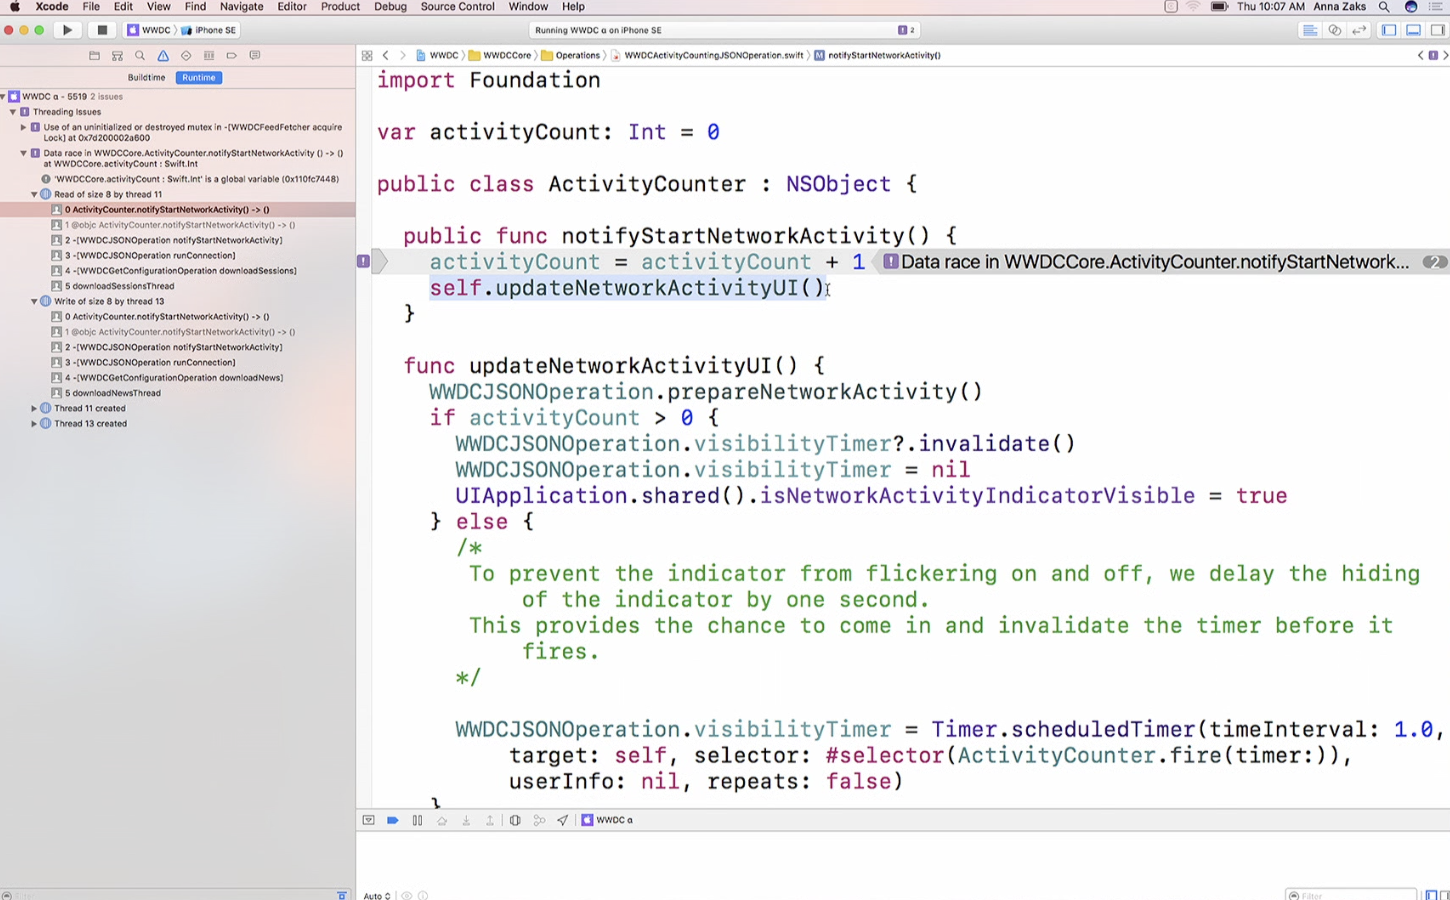 Xcode File Edit View Find Navigate Editor Product Debug Source Control Window Help Thu 10:07 AM Anna Zaks
WWDC iPhone SE Running WWDC α on iPhone SE 2
WWDC WWDCCore Operations WWDCActivityCountingJSONOperation.swift M notifyStartNetworkActivity()
Buildtime Runtime
WWDC α - 5519 2 issues
Threading Issues
Use of an uninitialized or destroyed mutex in -[WWDCFeedFetcher acquire
Lock] at 0x7d200002a600
Data race in WWDCCore.ActivityCounter.notifyStartNetworkActivity () -> ()
at WWDCCore.activityCount : Swift.Int
'WWDCCore.activityCount : Swift.Int' is a global variable (0x110fc7448)
Read of size 8 by thread 11
0 ActivityCounter.notifyStartNetworkActivity() -> ()
1 @objc ActivityCounter.notifyStartNetworkActivity() -> ()
2 -[WWDCJSONOperation notifyStartNetworkActivity]
3 -[WWDCJSONOperation runConnection]
4 -[WWDCGetConfigurationOperation downloadSessions]
5 downloadSessionsThread
Write of size 8 by thread 13
0 ActivityCounter.notifyStartNetworkActivity() -> ()
1 @objc ActivityCounter.notifyStartNetworkActivity() -> ()
2 -[WWDCJSONOperation notifyStartNetworkActivity]
3 -[WWDCJSONOperation runConnection]
4 -[WWDCGetConfigurationOperation downloadNews]
5 downloadNewsThread
Thread 11 created
Thread 13 created
import Foundation
var activityCount: Int = 0
public class ActivityCounter : NSObject {
public func notifyStartNetworkActivity() {
activityCount = activityCount + 1 Data race in WWDCCore.ActivityCounter.notifyStartNetwork... 2
self.updateNetworkActivityUI()
}
func updateNetworkActivityUI() {
WWDCJSONOperation.prepareNetworkActivity()
if activityCount > 0 {
WWDCJSONOperation.visibilityTimer?.invalidate()
WWDCJSONOperation.visibilityTimer = nil
UIApplication.shared().isNetworkActivityIndicatorVisible = true
} else {
/*
To prevent the indicator from flickering on and off, we delay the hiding
of the indicator by one second.
This provides the chance to come in and invalidate the timer before it
fires.
*/
WWDCJSONOperation.visibilityTimer = Timer.scheduledTimer(timeInterval: 1.0,
target: self, selector: #selector(ActivityCounter.fire(timer:)),
userInfo: nil, repeats: false)
}
WWDC α
Auto
Filter